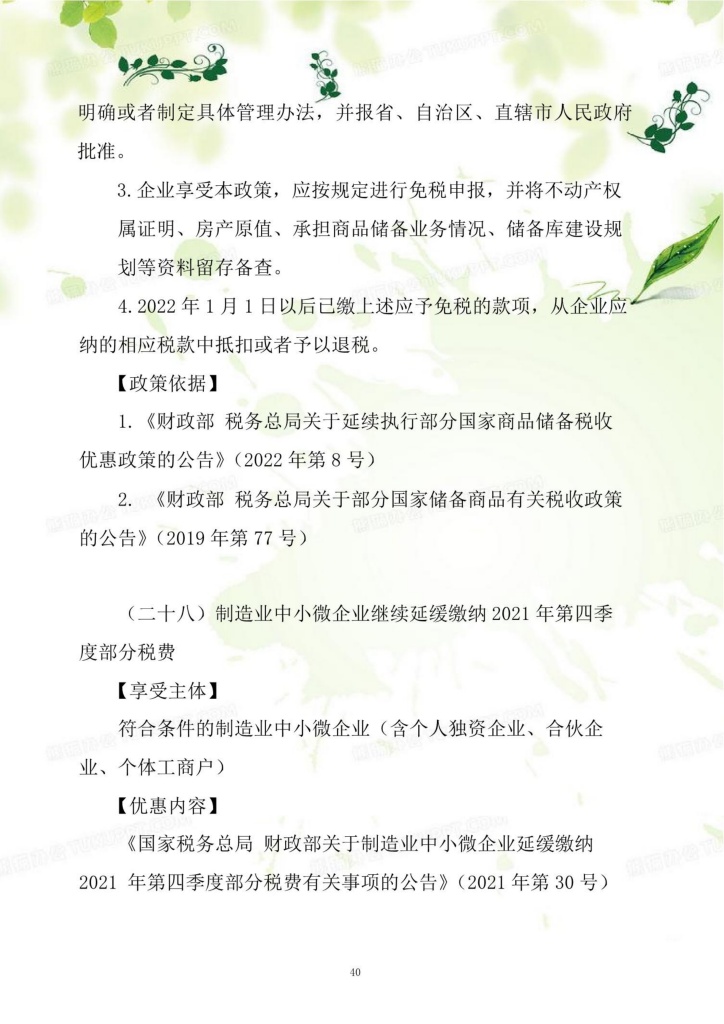 明确或者制定具体管理办法，并报省、自治区、直辖市人民政府
批准。
3.企业享受本政策，应按规定进行免税申报，并将不动产权
属证明、房产原值、承担商品储备业务情况、储备库建设规
划等资料留存备查。
4.2022 年 1 月 1 日以后已缴上述应予免税的款项，从企业应
纳的相应税款中抵扣或者予以退税。
【政策依据】
1.《财政部 税务总局关于延续执行部分国家商品储备税收
优惠政策的公告》（2022 年第 8 号）
2. 《财政部 税务总局关于部分国家储备商品有关税收政策
的公告》（2019 年第 77 号）
（二十八）制造业中小微企业继续延缓缴纳 2021 年第四季
度部分税费
【享受主体】
符合条件的制造业中小微企业（含个人独资企业、合伙企
业、个体工商户）
【优惠内容】
《国家税务总局 财政部关于制造业中小微企业延缓缴纳
2021 年第四季度部分税费有关事项的公告》（2021 年第 30 号）
40